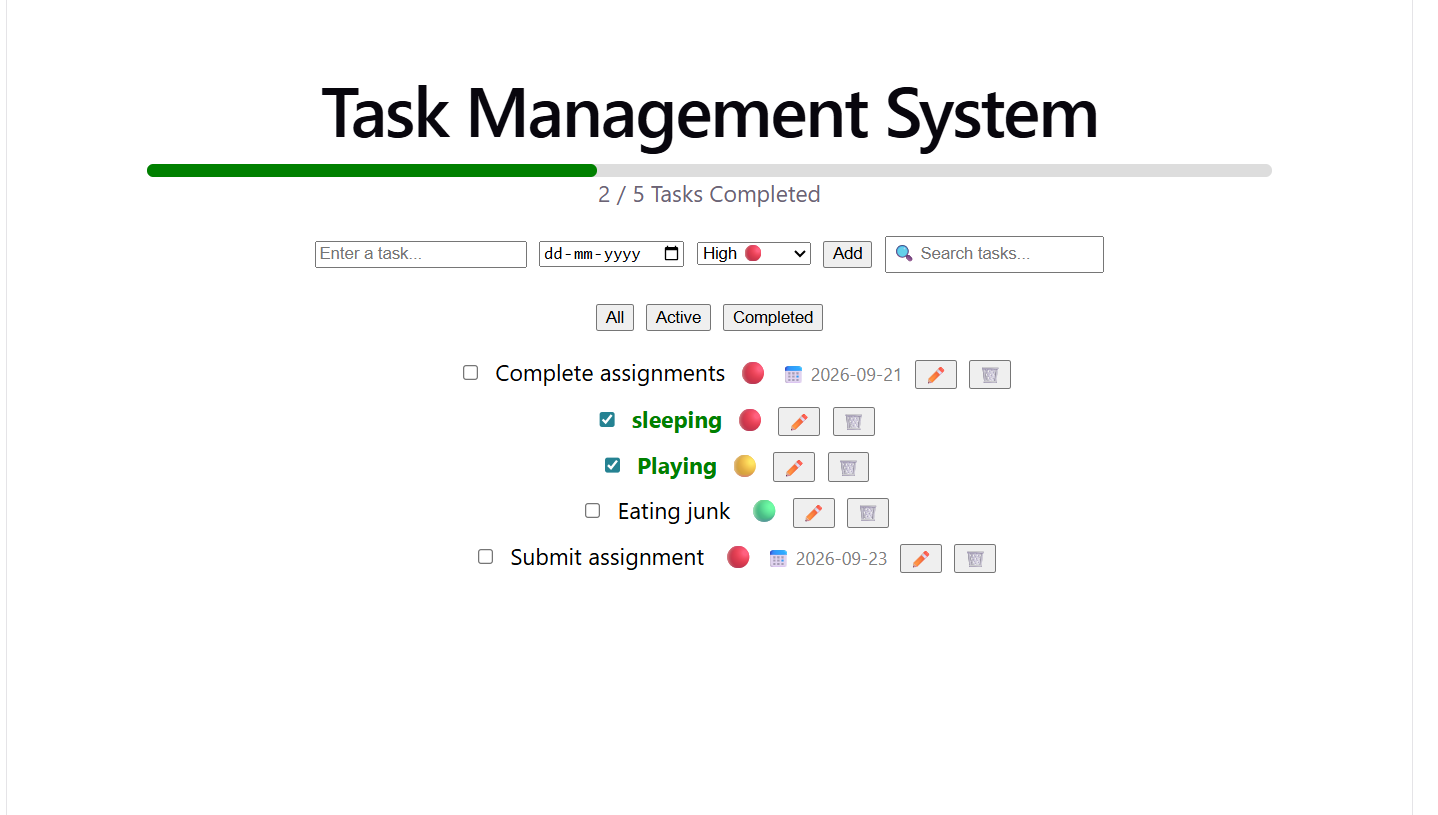 Task Management System
2 / 5 Tasks Completed
Enter a task... dd-mm-yyyy High Add Search tasks...
All Active Completed
Complete assignments 2026-09-21
sleeping
Playing
Eating junk
Submit assignment 2026-09-23